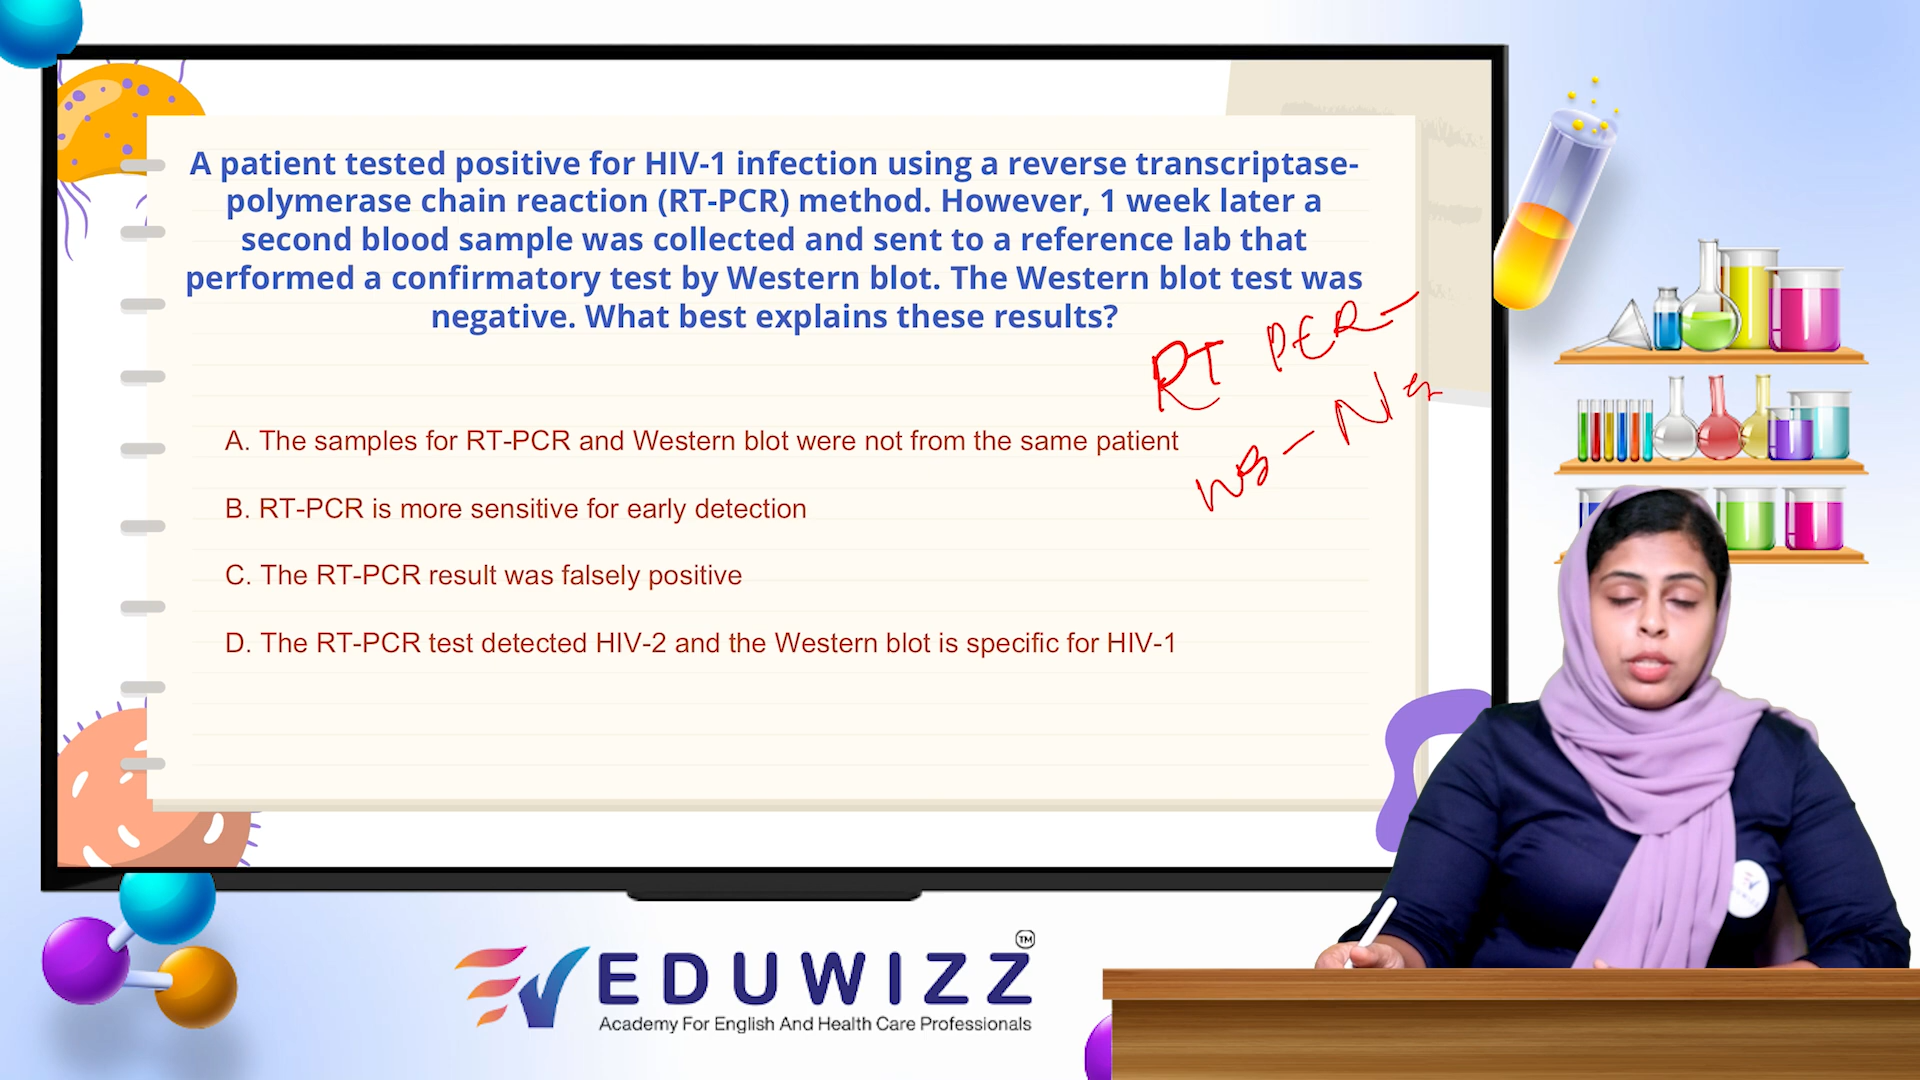 A patient tested positive for HIV-1 infection using a reverse transcriptase-
polymerase chain reaction (RT-PCR) method. However, 1 week later a
second blood sample was collected and sent to a reference lab that
performed a confirmatory test by Western blot. The Western blot test was
negative. What best explains these results?
RT PCR -
WB - Ne
A. The samples for RT-PCR and Western blot were not from the same patient
B. RT-PCR is more sensitive for early detection
C. The RT-PCR result was falsely positive
D. The RT-PCR test detected HIV-2 and the Western blot is specific for HIV-1
EDUWIZZ TM
Academy For English And Health Care Professionals